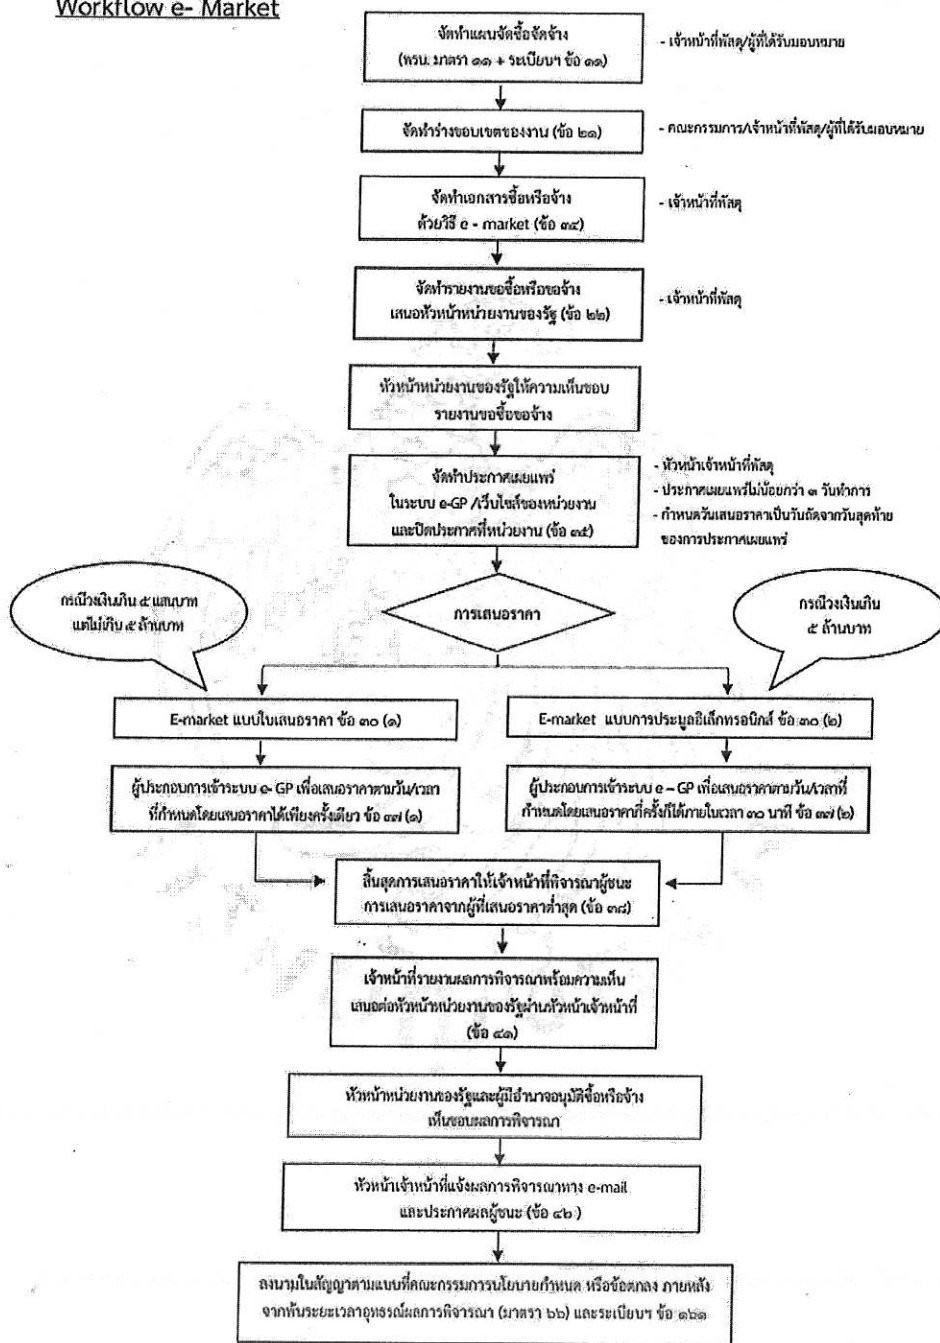 Workflow e- Market
จัดทำแผนจัดซื้อจัดจ้าง
(พรบ. มาตรา ๑๑ + ระเบียบฯ ข้อ ๑๑)
- เจ้าหน้าที่พัสดุ/ผู้ที่ได้รับมอบหมาย
จัดทำร่างขอบเขตของงาน (ข้อ ๒๑)
- คณะกรรมการ/เจ้าหน้าที่พัสดุ/ผู้ที่ได้รับมอบหมาย
จัดทำเอกสารซื้อหรือจ้าง
ด้วยวิธี e - market (ข้อ ๓๔)
- เจ้าหน้าที่พัสดุ
จัดทำรายงานขอซื้อหรือขอจ้าง
เสนอหัวหน้าหน่วยงานของรัฐ (ข้อ ๒๒)
- เจ้าหน้าที่พัสดุ
หัวหน้าหน่วยงานของรัฐให้ความเห็นชอบ
รายงานขอซื้อขอจ้าง
จัดทำประกาศเผยแพร่
ในระบบ e-GP /เว็บไซส์ของหน่วยงาน
และปิดประกาศที่หน่วยงาน (ข้อ ๓๕)
- หัวหน้าเจ้าหน้าที่พัสดุ
- ประกาศเผยแพร่ไม่น้อยกว่า ๓ วันทำการ
- กำหนดวันเสนอราคาเป็นวันถัดจากวันสุดท้าย
ของการประกาศเผยแพร่
กรณีวงเงินเกิน ๕ แสนบาท
แต่ไม่เกิน ๕ ล้านบาท
การเสนอราคา
กรณีวงเงินเกิน
๕ ล้านบาท
E-market แบบใบเสนอราคา ข้อ ๓๐ (๑)
E-market แบบการประมูลอิเล็กทรอนิกส์ ข้อ ๓๐ (๒)
ผู้ประกอบการเข้าระบบ e- GP เพื่อเสนอราคาตามวัน/เวลา
ที่กำหนดโดยเสนอราคาได้เพียงครั้งเดียว ข้อ ๓๗ (๑)
ผู้ประกอบการเข้าระบบ e – GP เพื่อเสนอราคาตามวัน/เวลาที่
กำหนดโดยเสนอราคากี่ครั้งก็ได้ภายในเวลา ๓๐ นาที ข้อ ๓๗ (๒)
สิ้นสุดการเสนอราคาให้เจ้าหน้าที่พิจารณาผู้ชนะ
การเสนอราคาจากผู้ที่เสนอราคาต่ำสุด (ข้อ ๓๘)
เจ้าหน้าที่รายงานผลการพิจารณาพร้อมความเห็น
เสนอต่อหัวหน้าหน่วยงานของรัฐผ่านหัวหน้าเจ้าหน้าที่
(ข้อ ๔๑)
หัวหน้าหน่วยงานของรัฐและผู้มีอำนาจอนุมัติซื้อหรือจ้าง
เห็นชอบผลการพิจารณา
หัวหน้าเจ้าหน้าที่แจ้งผลการพิจารณาทาง e-mail
และประกาศผลผู้ชนะ (ข้อ ๔๒ )
ลงนามในสัญญาตามแบบที่คณะกรรมการนโยบายกำหนด หรือข้อตกลง ภายหลัง
จากพ้นระยะเวลาอุทธรณ์ผลการพิจารณา (มาตรา ๖๖) และระเบียบฯ ข้อ ๑๖๑